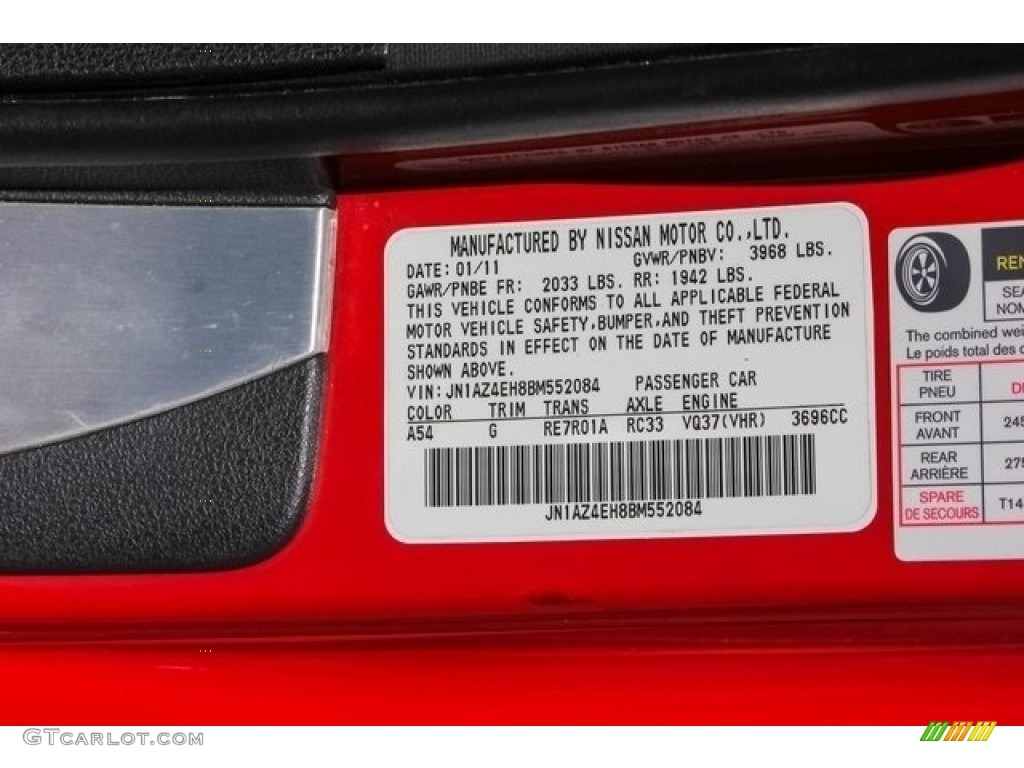 MANUFACTURED BY NISSAN MOTOR CO.,LTD.
DATE: 01/11 GVWR/PNBV: 3968 LBS.
GAWR/PNBE FR: 2033 LBS. RR: 1942 LBS.
THIS VEHICLE CONFORMS TO ALL APPLICABLE FEDERAL
MOTOR VEHICLE SAFETY,BUMPER,AND THEFT PREVENTION
STANDARDS IN EFFECT ON THE DATE OF MANUFACTURE
SHOWN ABOVE.
VIN: JN1AZ4EH8BM552084 PASSENGER CAR
COLOR TRIM TRANS AXLE ENGINE
A54 G RE7R01A RC33 VQ37(VHR) 3696CC
JN1AZ4EH8BM552084
The combined
Le poids total des
TIRE
PNEU
FRONT
AVANT
245
REAR
ARRIÈRE
275
SPARE
DE SECOURS
T14
GTCARLOT.COM